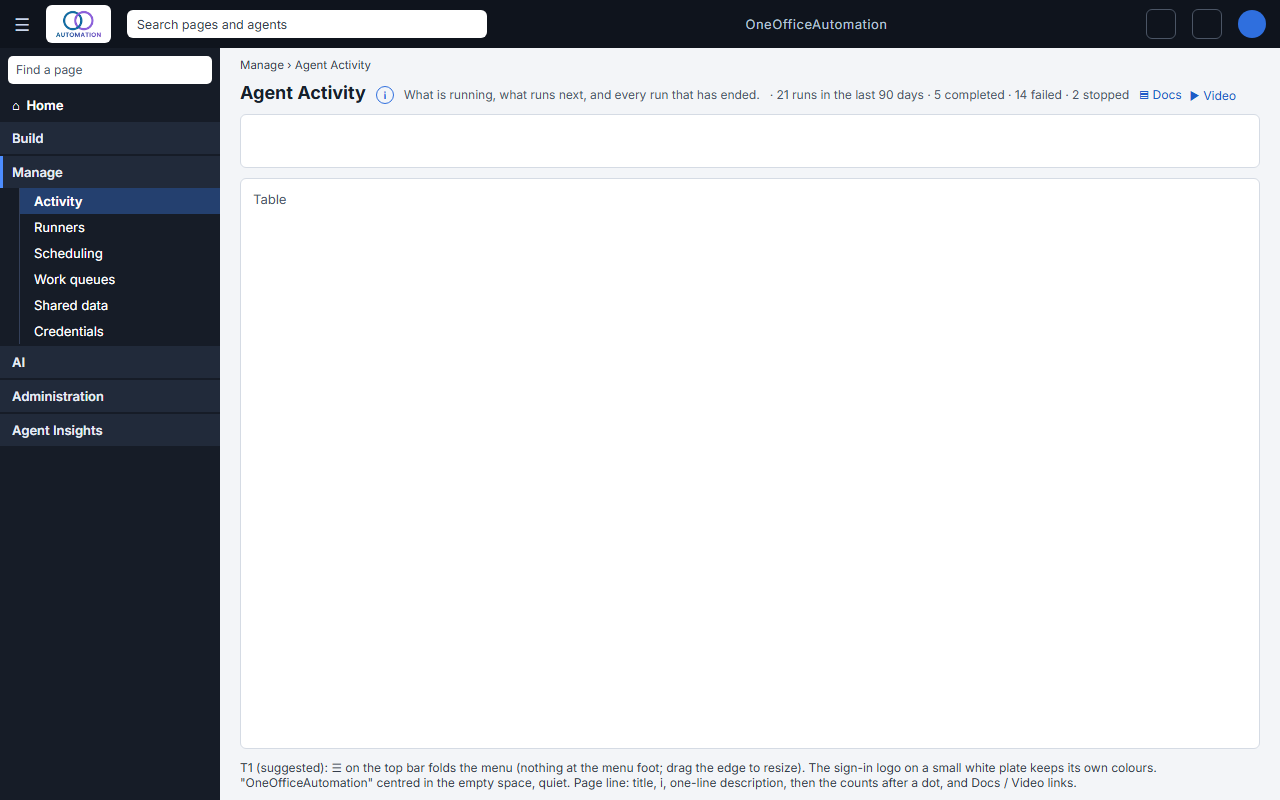 ☰
AUTOMATION
Search pages and agents
OneOfficeAutomation
Find a page
⌂ Home
Build
Manage
Activity
Runners
Scheduling
Work queues
Shared data
Credentials
AI
Administration
Agent Insights
Manage › Agent Activity
Agent Activity i What is running, what runs next, and every run that has ended. · 21 runs in the last 90 days · 5 completed · 14 failed · 2 stopped Docs ▶ Video
Table
T1 (suggested): ☰ on the top bar folds the menu (nothing at the menu foot; drag the edge to resize). The sign-in logo on a small white plate keeps its own colours.
"OneOfficeAutomation" centred in the empty space, quiet. Page line: title, i, one-line description, then the counts after a dot, and Docs / Video links.